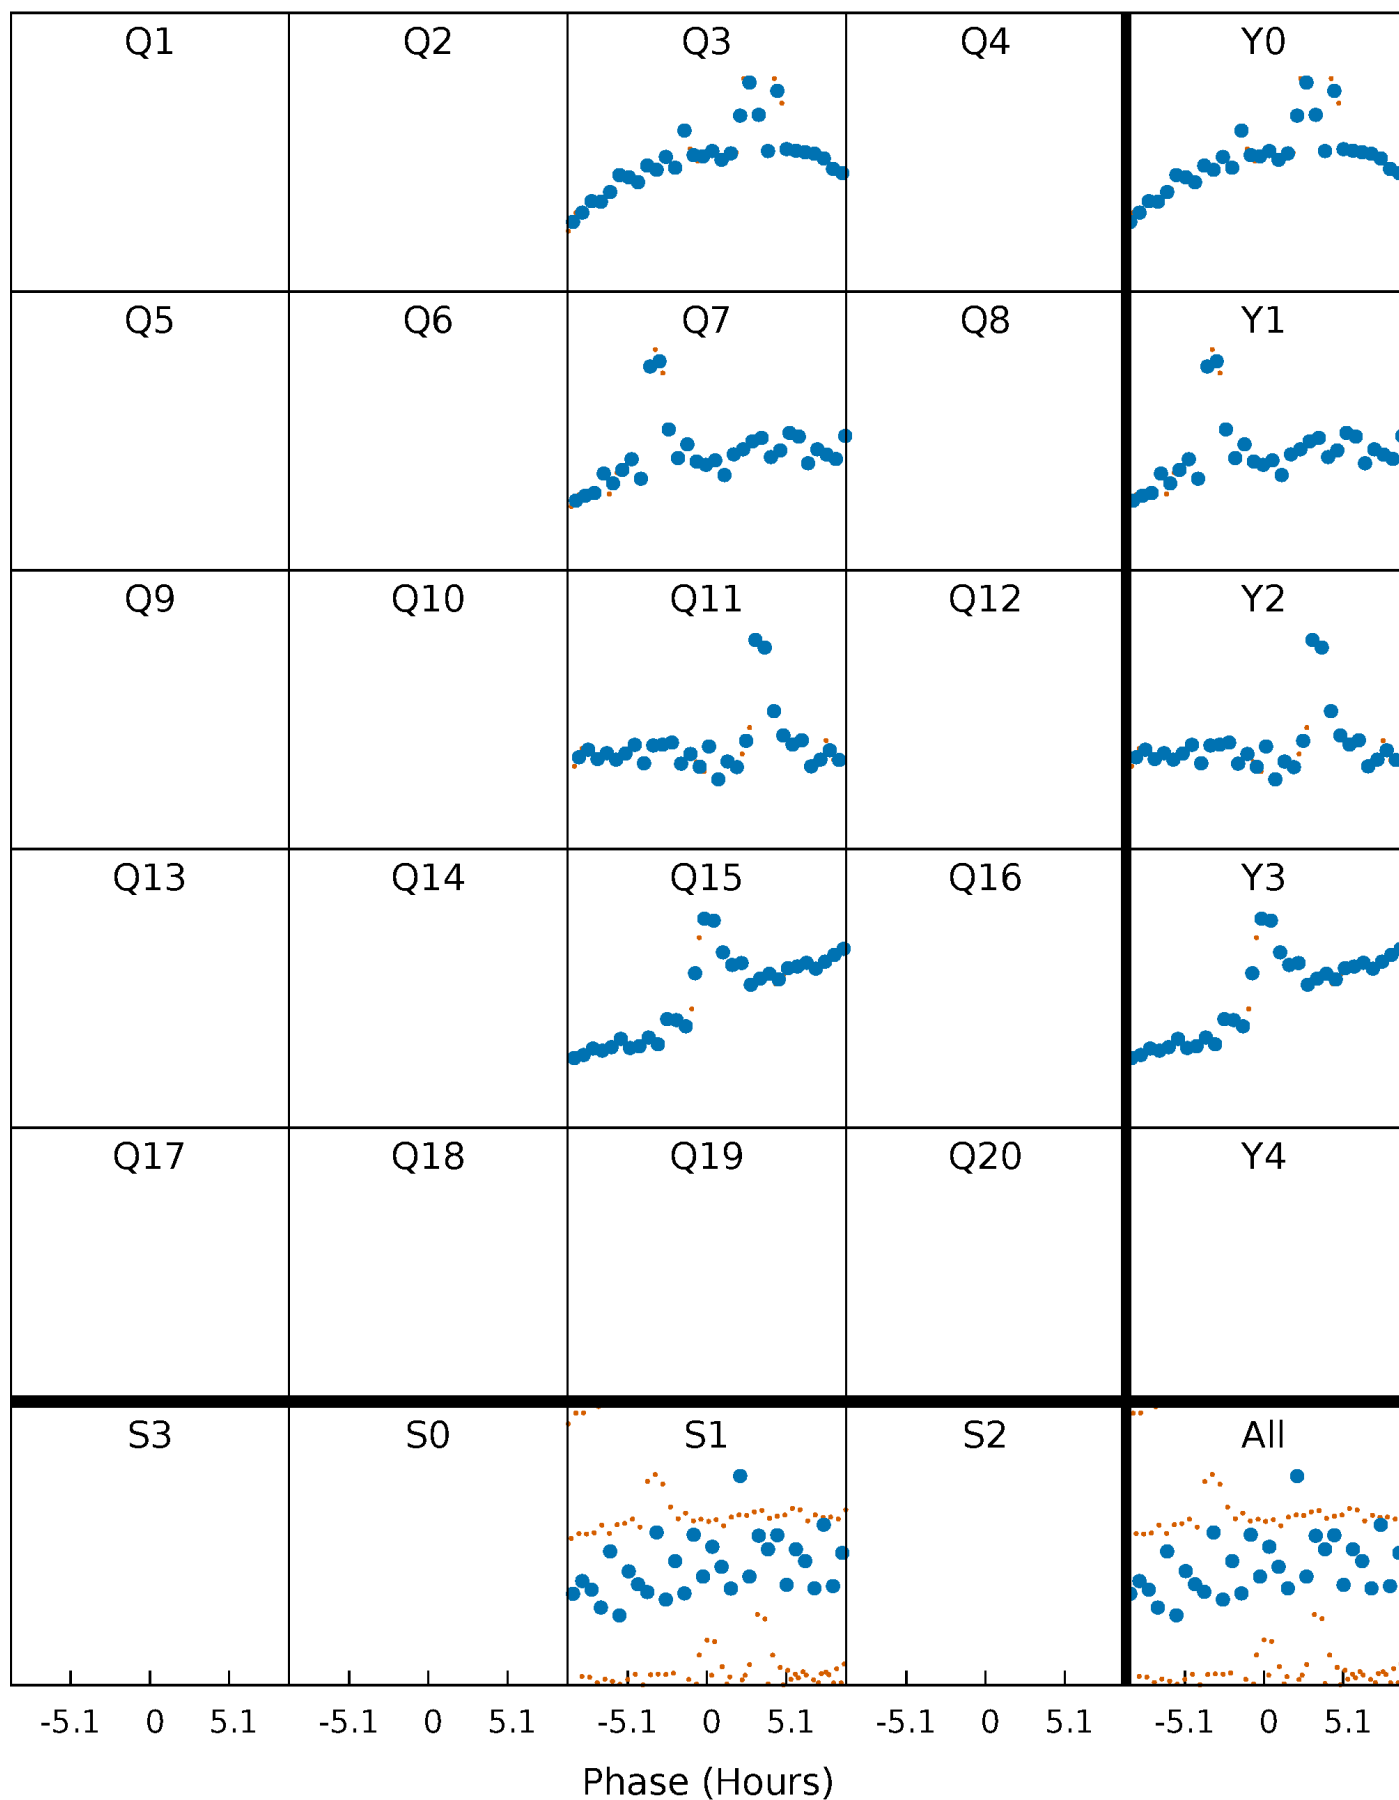 Q1 Q2 Q3 Q4 Y0
Q5 Q6 Q7 Q8 Y1
Q9 Q10 Q11 Q12 Y2
Q13 Q14 Q15 Q16 Y3
Q17 Q18 Q19 Q20 Y4
S3 S0 S1 S2 All
-5.1 0 5.1 -5.1 0 5.1 -5.1 0 5.1 -5.1 0 5.1 -5.1 0 5.1
Phase (Hours)